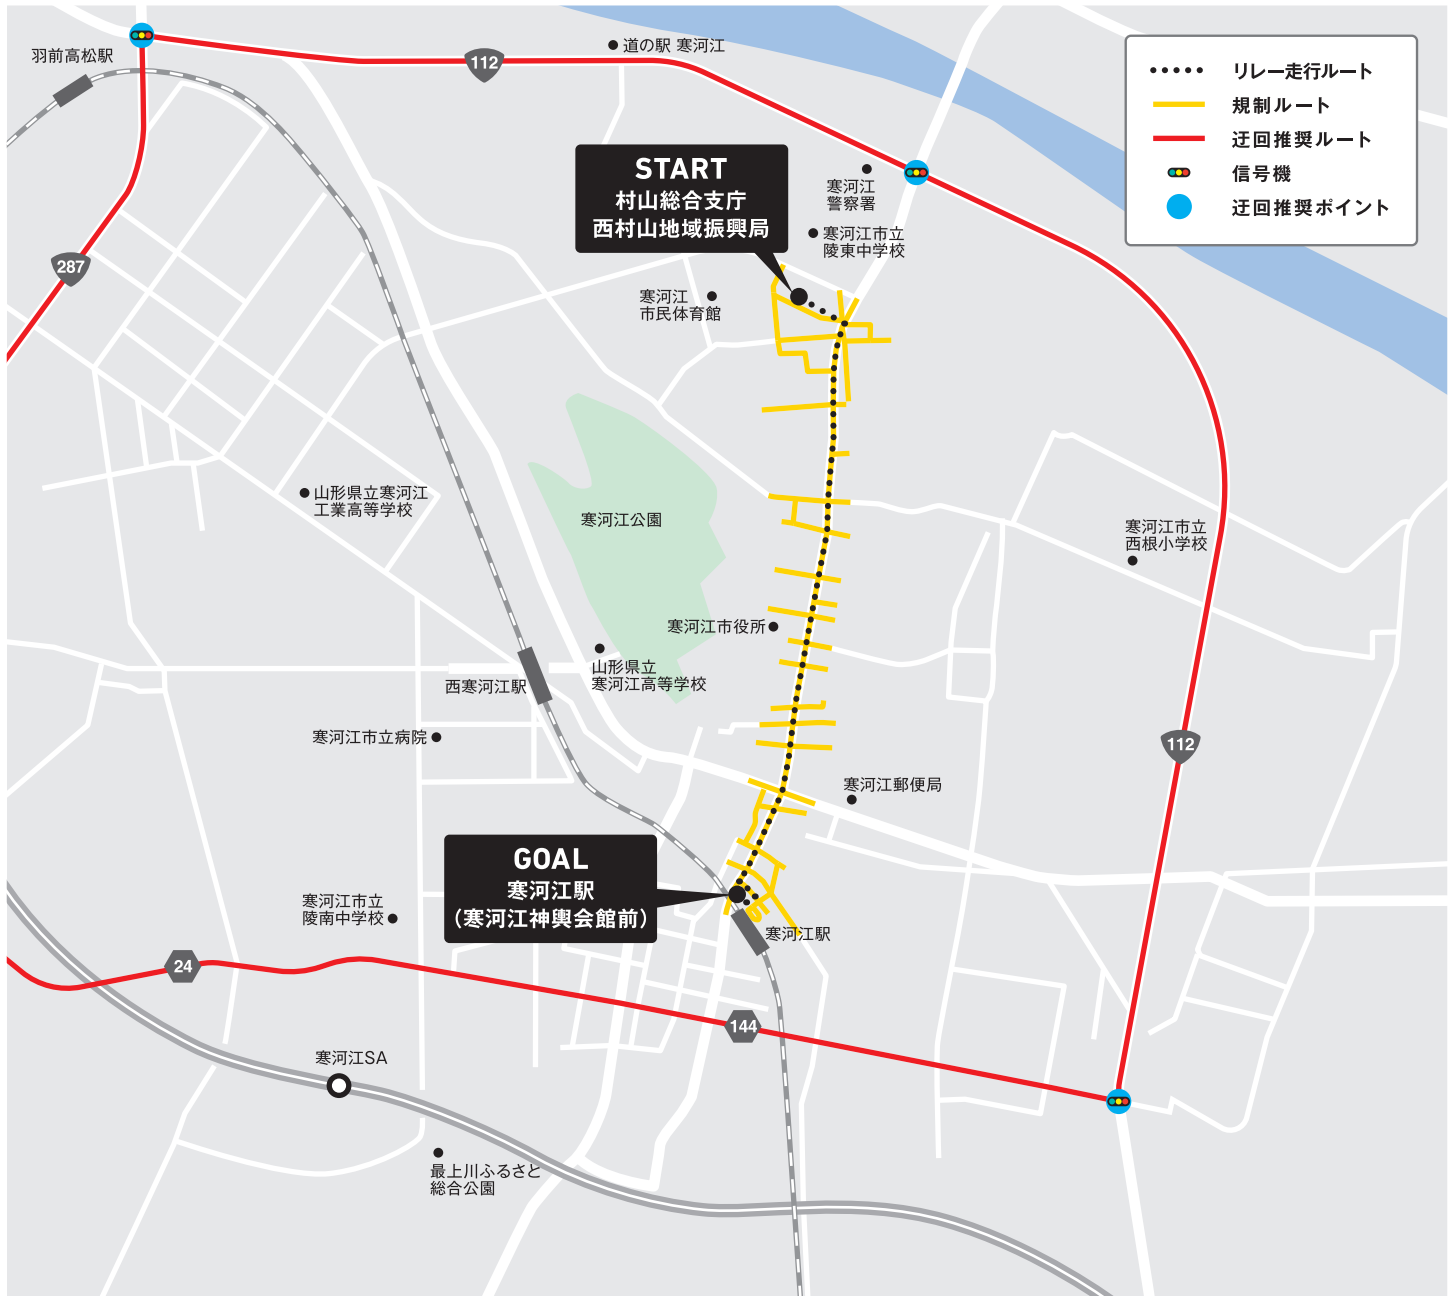 羽前高松駅
112
道の駅 寒河江
リレー走行ルート
規制ルート
迂回推奨ルート
信号機
迂回推奨ポイント
START
村山総合支庁
西村山地域振興局
寒河江
警察署
寒河江市立
陵東中学校
287
寒河江
市民体育館
山形県立寒河江
工業高等学校
寒河江公園
寒河江市立
西根小学校
寒河江市役所
山形県立
寒河江高等学校
西寒河江駅
寒河江市立病院
112
寒河江郵便局
GOAL
寒河江駅
(寒河江神輿会館前)
寒河江市立
陵南中学校
寒河江駅
24
144
寒河江SA
最上川ふるさと
総合公園